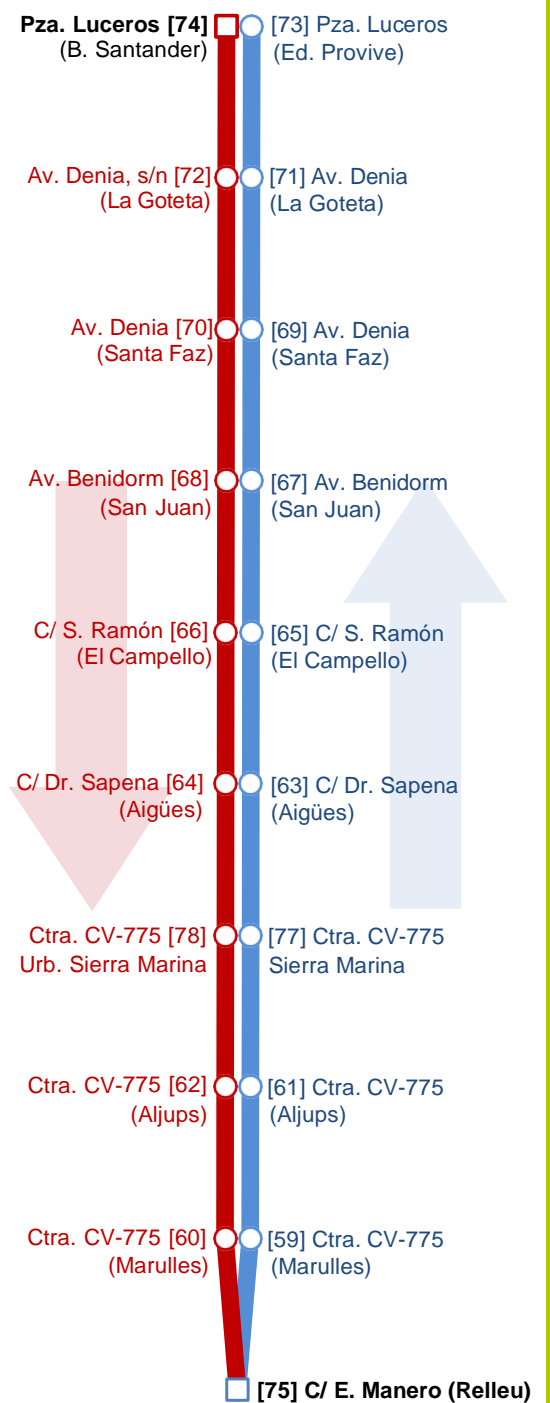 Pza. Luceros [74]
(B. Santander)
[73] Pza. Luceros
(Ed. Provive)
Av. Denia, s/n [72]
(La Goteta)
[71] Av. Denia
(La Goteta)
Av. Denia [70]
(Santa Faz)
[69] Av. Denia
(Santa Faz)
Av. Benidorm [68]
(San Juan)
[67] Av. Benidorm
(San Juan)
C/ S. Ramón [66]
(El Campello)
[65] C/ S. Ramón
(El Campello)
C/ Dr. Sapena [64]
(Aigües)
[63] C/ Dr. Sapena
(Aigües)
Ctra. CV-775 [78]
Urb. Sierra Marina
[77] Ctra. CV-775
Sierra Marina
Ctra. CV-775 [62]
(Aljups)
[61] Ctra. CV-775
(Aljups)
Ctra. CV-775 [60]
(Marulles)
[59] Ctra. CV-775
(Marulles)
[75] C/ E. Manero (Relleu)